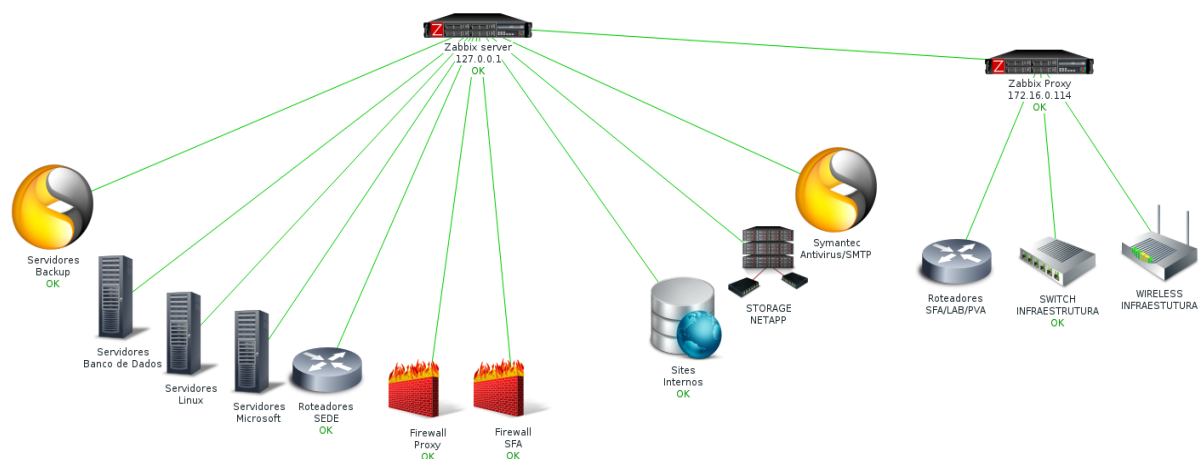 Z
Zabbix server
127.0.0.1
OK
Z
Zabbix Proxy
172.16.0.114
OK
Servidores
Backup
OK
Servidores
Banco de Dados
Servidores
Linux
Servidores
Microsoft
Roteadores
SEDE
OK
Firewall
Proxy
OK
Firewall
SFA
OK
Sites
Internos
OK
STORAGE
NETAPP
Symantec
Antivirus/SMTP
Roteadores
SFA/LAB/PVA
SWITCH
INFRAESTRUTURA
OK
WIRELESS
INFRAESTUTURA